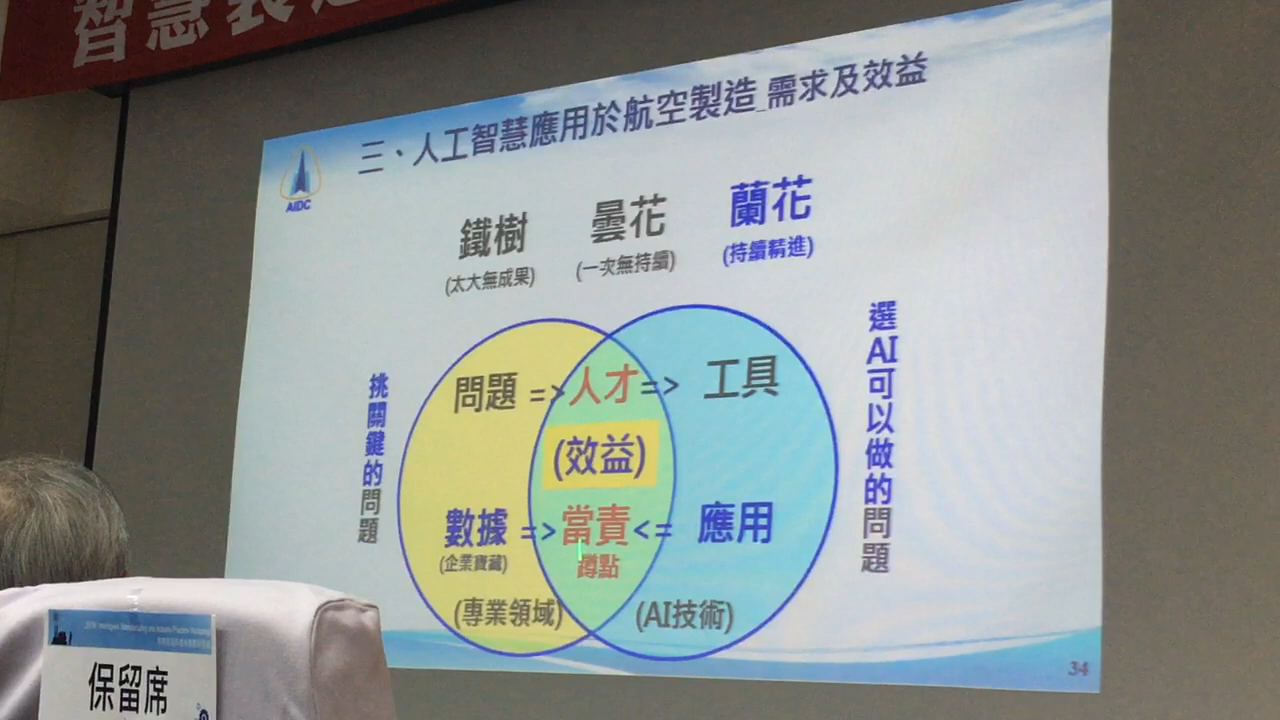 智慧製造
三、人工智慧應用於航空製造_需求及效益
AIDC
鐵樹
(太大無成果)
曇花
(一次無持續)
蘭花
(持續精進)
挑關鍵的問題
問題 => 人才 => 工具
(效益)
數據 => 當責 <= 應用
(企業寶藏)
蹲點
(專業領域)
(AI技術)
選AI可以做的問題
34
保留席